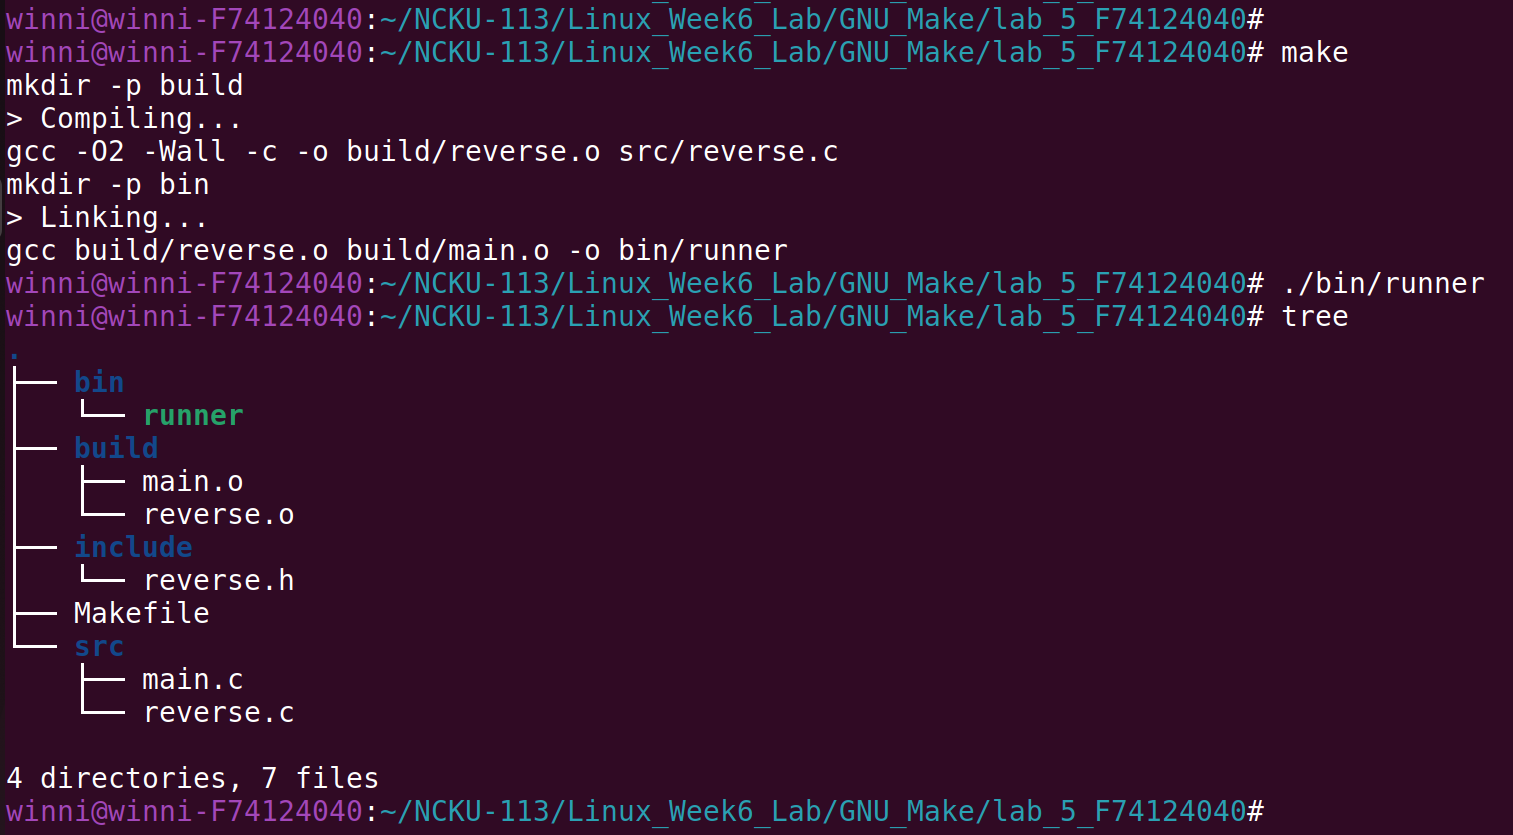 winni@winni-F74124040:~/NCKU-113/Linux_Week6_Lab/GNU_Make/lab_5_F74124040#
winni@winni-F74124040:~/NCKU-113/Linux_Week6_Lab/GNU_Make/lab_5_F74124040# make
mkdir -p build
> Compiling...
gcc -O2 -Wall -c -o build/reverse.o src/reverse.c
mkdir -p bin
> Linking...
gcc build/reverse.o build/main.o -o bin/runner
winni@winni-F74124040:~/NCKU-113/Linux_Week6_Lab/GNU_Make/lab_5_F74124040# ./bin/runner
winni@winni-F74124040:~/NCKU-113/Linux_Week6_Lab/GNU_Make/lab_5_F74124040# tree
.
├── bin
│   └── runner
├── build
│   ├── main.o
│   └── reverse.o
├── include
│   └── reverse.h
├── Makefile
└── src
    ├── main.c
    └── reverse.c

4 directories, 7 files
winni@winni-F74124040:~/NCKU-113/Linux_Week6_Lab/GNU_Make/lab_5_F74124040#